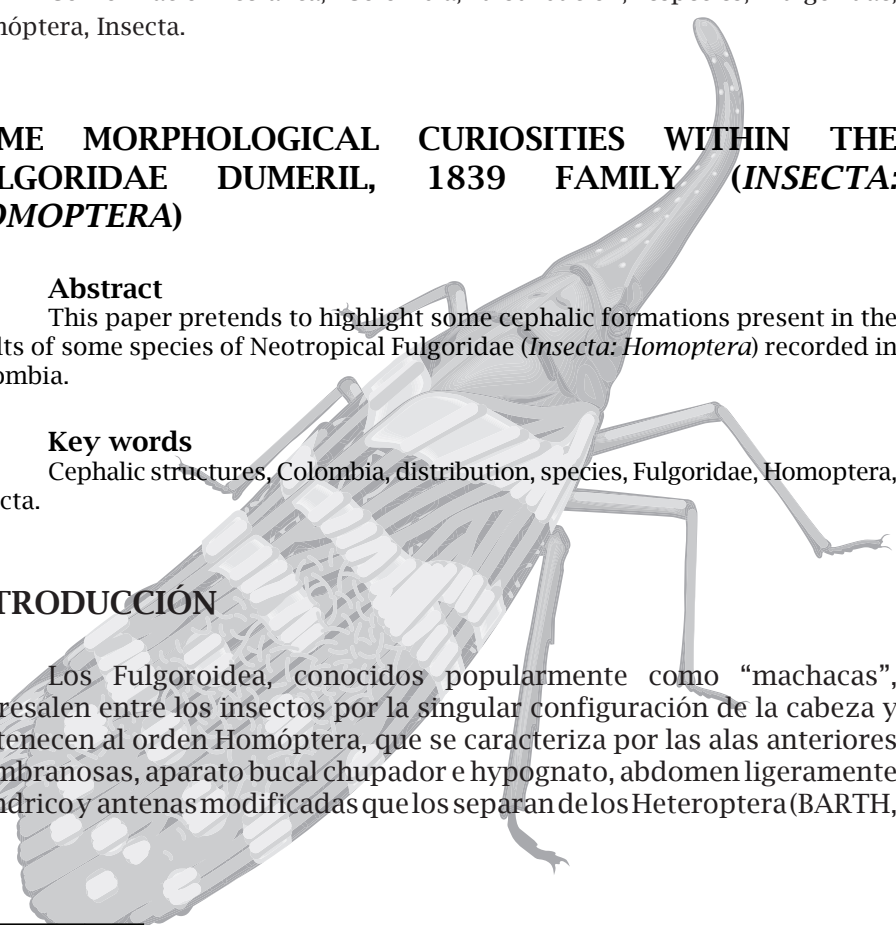 móptera, Insecta.
ME MORPHOLOGICAL CURIOSITIES WITHIN THE
LGORIDAE DUMERIL, 1839 FAMILY (INSECTA:
OMOPTERA)
Abstract
This paper pretends to highlight some cephalic formations present in the
lts of some species of Neotropical Fulgoridae (Insecta: Homoptera) recorded in
ombia.
Key words
Cephalic structures, Colombia, distribution, species, Fulgoridae, Homoptera,
cta.
TRODUCCIÓN
Los Fulgoroidea, conocidos popularmente como “machacas”,
resalen entre los insectos por la singular configuración de la cabeza y
tenecen al orden Homóptera, que se caracteriza por las alas anteriores
mbranosas, aparato bucal chupador e hypognato, abdomen ligeramente
ndrico y antenas modificadas que los separan de los Heteroptera (BARTH,